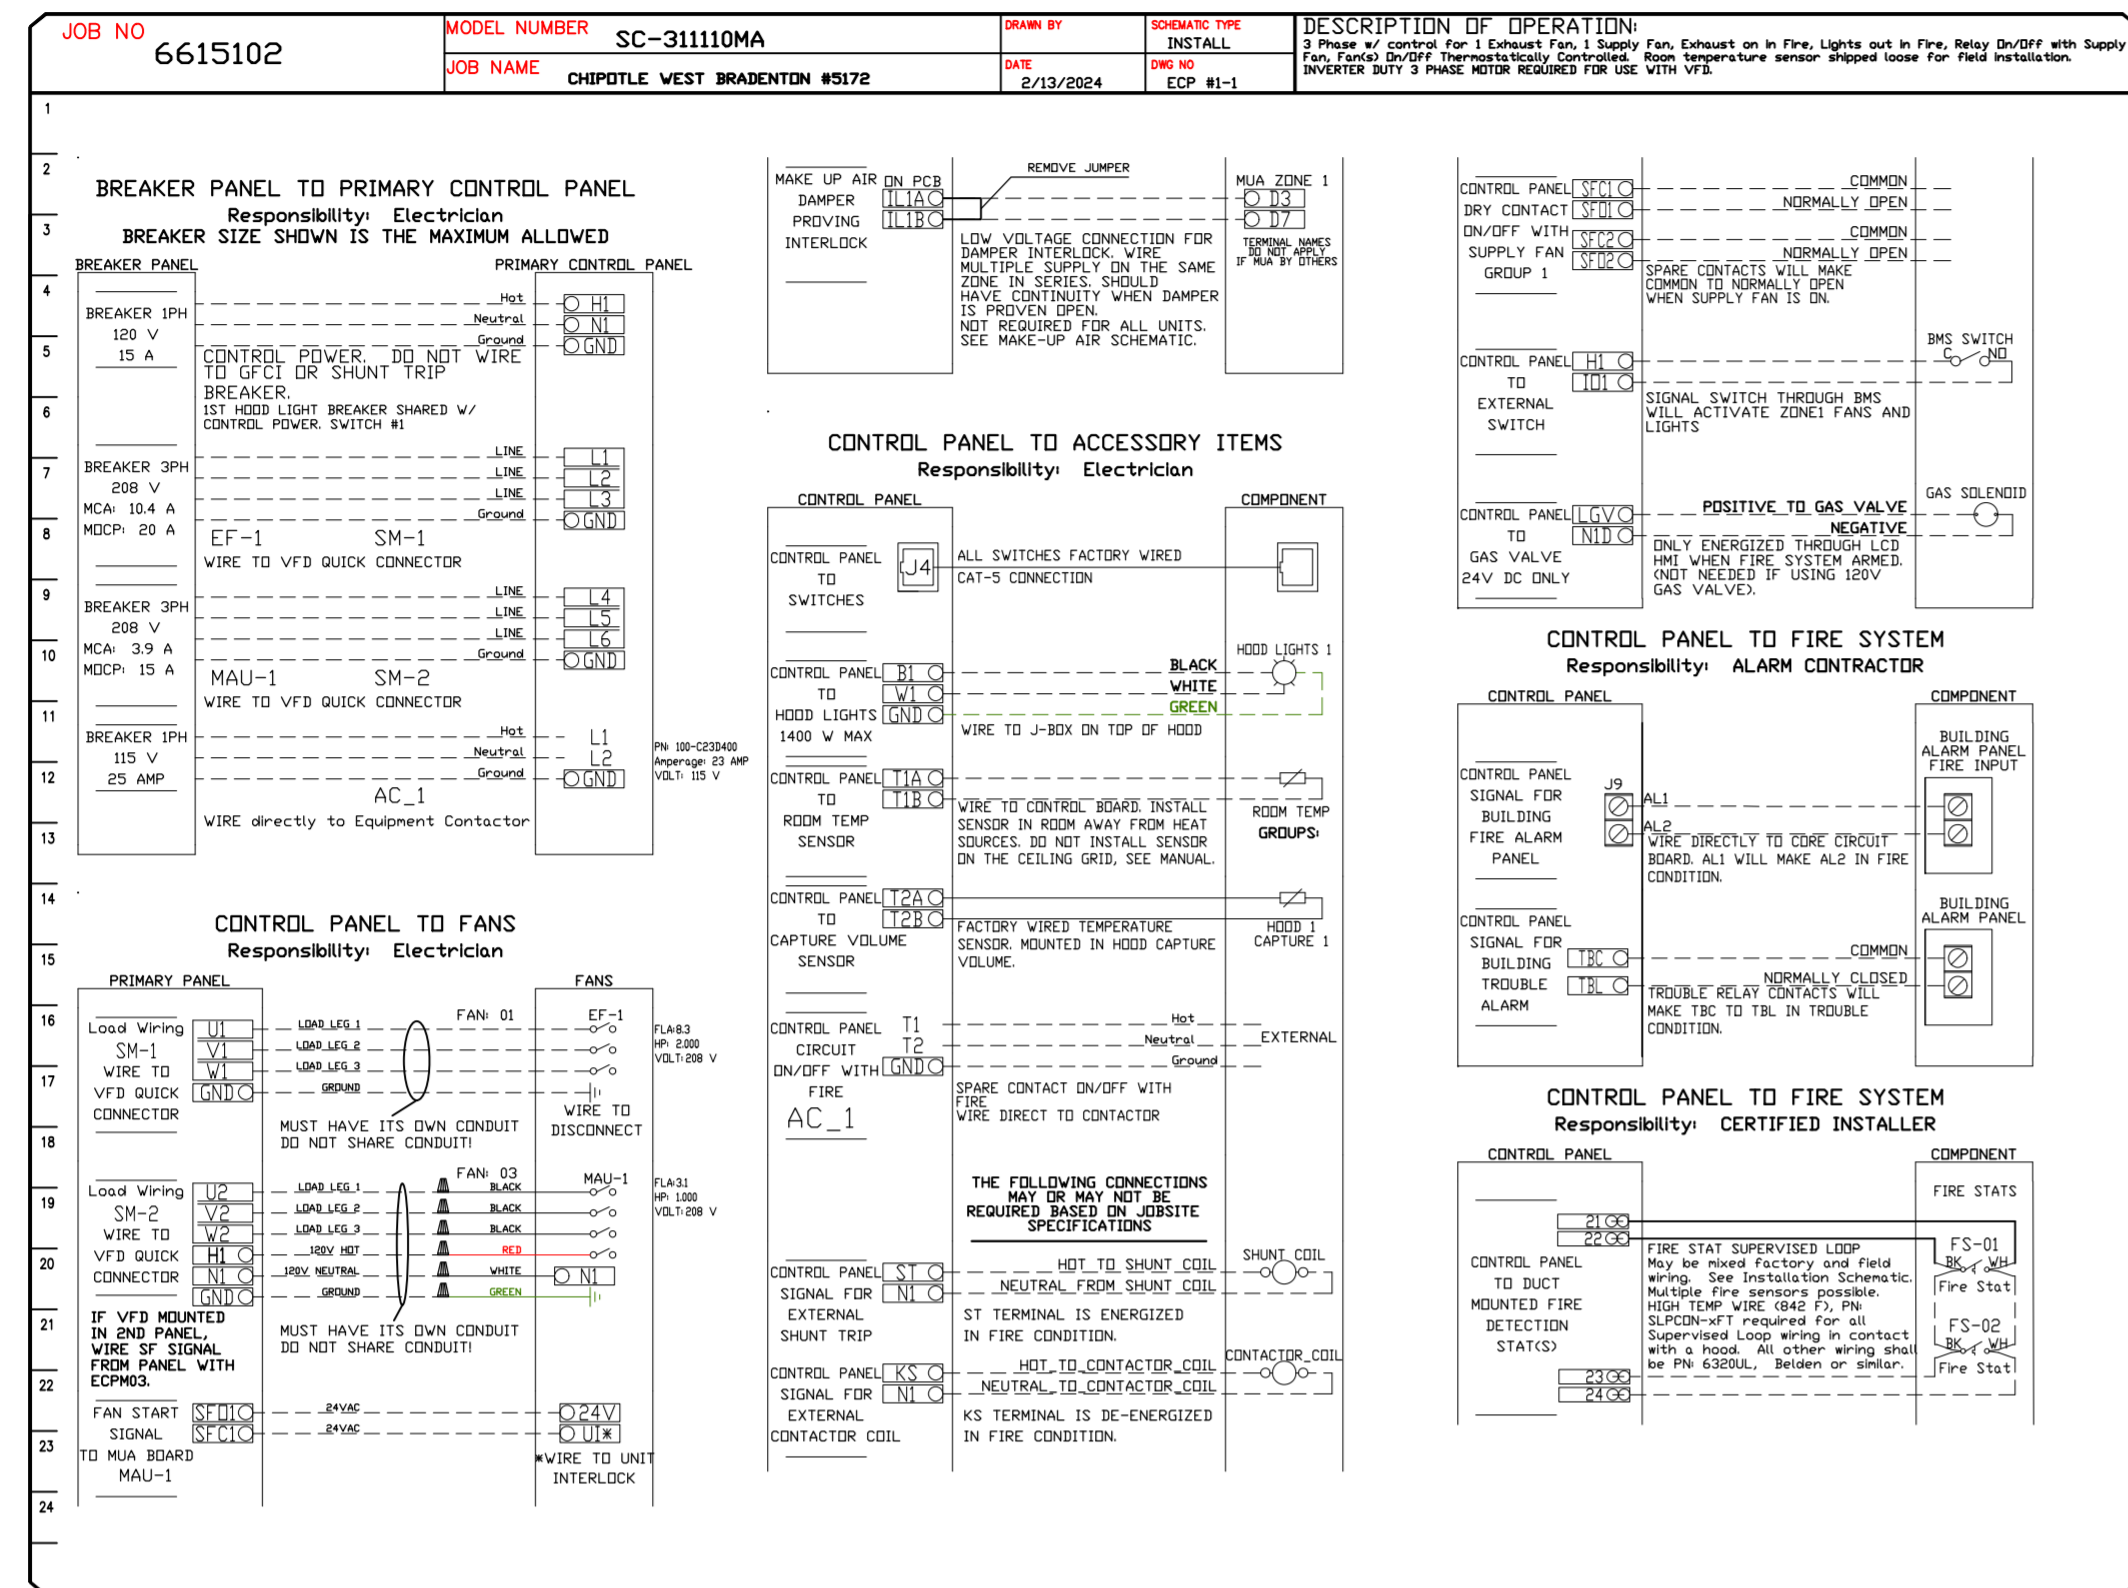 JOB NO
6615102
MODEL NUMBER
SC-311110MA
JOB NAME
CHIPOTLE WEST BRADENTON #5172
DRAWN BY
DATE
2/13/2024
SCHEMATIC TYPE
INSTALL
DWG NO
ECP #1-1
DESCRIPTION OF OPERATION:
3 Phase w/ control for 1 Exhaust Fan, 1 Supply Fan, Exhaust on in Fire, Lights out in Fire, Relay On/Off with Supply
Fan, Fan(s) On/Off Thermostatically Controlled. Room temperature sensor shipped loose for field installation.
INVERTER DUTY 3 PHASE MOTOR REQUIRED FOR USE WITH VFD.
1
2
3
4
5
6
7
8
9
10
11
12
13
14
15
16
17
18
19
20
21
22
23
24
BREAKER PANEL TO PRIMARY CONTROL PANEL
Responsibility: Electrician
BREAKER SIZE SHOWN IS THE MAXIMUM ALLOWED
BREAKER PANEL
PRIMARY CONTROL PANEL
BREAKER 1PH
120 V
15 A
Hot
H1
Neutral
N1
Ground
GND
CONTROL POWER. DO NOT WIRE
TO GFCI OR SHUNT TRIP
BREAKER.
1ST HOOD LIGHT BREAKER SHARED W/
CONTROL POWER. SWITCH #1
BREAKER 3PH
208 V
MCA: 10.4 A
MOCP: 20 A
LINE
L1
LINE
L2
LINE
L3
Ground
GND
EF-1
SM-1
WIRE TO VFD QUICK CONNECTOR
BREAKER 3PH
208 V
MCA: 3.9 A
MOCP: 15 A
LINE
L4
LINE
L5
LINE
L6
Ground
GND
MAU-1
SM-2
WIRE TO VFD QUICK CONNECTOR
BREAKER 1PH
115 V
25 AMP
Hot
L1
Neutral
L2
Ground
GND
PN: 100-C23D400
Amperage: 23 AMP
VOLT: 115 V
AC_1
WIRE directly to Equipment Contactor
CONTROL PANEL TO FANS
Responsibility: Electrician
PRIMARY PANEL
FANS
Load Wiring
SM-1
WIRE TO
VFD QUICK
CONNECTOR
U1
V1
W1
GND
LOAD LEG 1
LOAD LEG 2
LOAD LEG 3
GROUND
FAN: 01
EF-1
FLA:8.3
HP: 2.000
VOLT: 208 V
WIRE TO
DISCONNECT
MUST HAVE ITS OWN CONDUIT
DO NOT SHARE CONDUIT!
Load Wiring
SM-2
WIRE TO
VFD QUICK
CONNECTOR
U2
V2
W2
H1
N1
GND
LOAD LEG 1
LOAD LEG 2
LOAD LEG 3
120V HOT
120V NEUTRAL
GROUND
FAN: 03
BLACK
BLACK
BLACK
RED
WHITE
GREEN
MAU-1
N1
FLA:3.1
HP: 1.000
VOLT: 208 V
MUST HAVE ITS OWN CONDUIT
DO NOT SHARE CONDUIT!
IF VFD MOUNTED
IN 2ND PANEL,
WIRE SF SIGNAL
FROM PANEL WITH
ECPM03.
FAN START
SIGNAL
TO MUA BOARD
MAU-1
SFO1
SFC1
24VAC
24VAC
24V
UI*
*WIRE TO UNIT
INTERLOCK
MAKE UP AIR
DAMPER
PROVING
INTERLOCK
ON PCB
IL1A
IL1B
REMOVE JUMPER
MUA ZONE 1
D3
D7
TERMINAL NAMES
DO NOT APPLY
IF MUA BY OTHERS
LOW VOLTAGE CONNECTION FOR
DAMPER INTERLOCK. WIRE
MULTIPLE SUPPLY ON THE SAME
ZONE IN SERIES. SHOULD
HAVE CONTINUITY WHEN DAMPER
IS PROVEN OPEN.
NOT REQUIRED FOR ALL UNITS.
SEE MAKE-UP AIR SCHEMATIC.
CONTROL PANEL TO ACCESSORY ITEMS
Responsibility: Electrician
CONTROL PANEL
COMPONENT
CONTROL PANEL
TO
SWITCHES
J4
ALL SWITCHES FACTORY WIRED
CAT-5 CONNECTION
CONTROL PANEL
TO
HOOD LIGHTS
1400 W MAX
B1
W1
GND
BLACK
WHITE
GREEN
HOOD LIGHTS 1
WIRE TO J-BOX ON TOP OF HOOD
CONTROL PANEL
TO
ROOM TEMP
SENSOR
T1A
T1B
WIRE TO CONTROL BOARD. INSTALL
SENSOR IN ROOM AWAY FROM HEAT
SOURCES. DO NOT INSTALL SENSOR
ON THE CEILING GRID, SEE MANUAL.
ROOM TEMP
GROUPS:
CONTROL PANEL
TO
CAPTURE VOLUME
SENSOR
T2A
T2B
FACTORY WIRED TEMPERATURE
SENSOR. MOUNTED IN HOOD CAPTURE
VOLUME.
HOOD 1
CAPTURE 1
CONTROL PANEL
CIRCUIT
ON/OFF WITH
FIRE
AC_1
T1
T2
GND
Hot
Neutral
Ground
EXTERNAL
SPARE CONTACT ON/OFF WITH
FIRE
WIRE DIRECT TO CONTACTOR
THE FOLLOWING CONNECTIONS
MAY OR MAY NOT BE
REQUIRED BASED ON JOBSITE
SPECIFICATIONS
CONTROL PANEL
SIGNAL FOR
EXTERNAL
SHUNT TRIP
ST
N1
HOT TO SHUNT COIL
NEUTRAL FROM SHUNT COIL
SHUNT COIL
ST TERMINAL IS ENERGIZED
IN FIRE CONDITION.
CONTROL PANEL
SIGNAL FOR
EXTERNAL
CONTACTOR COIL
KS
N1
HOT TO CONTACTOR COIL
NEUTRAL TO CONTACTOR COIL
CONTACTOR COIL
KS TERMINAL IS DE-ENERGIZED
IN FIRE CONDITION.
CONTROL PANEL
DRY CONTACT
ON/OFF WITH
SUPPLY FAN
GROUP 1
SFC1
SFO1
SFC2
SFO2
COMMON
NORMALLY OPEN
COMMON
NORMALLY OPEN
SPARE CONTACTS WILL MAKE
COMMON TO NORMALLY OPEN
WHEN SUPPLY FAN IS ON.
CONTROL PANEL
TO
EXTERNAL
SWITCH
H1
IO1
BMS SWITCH
C
NO
SIGNAL SWITCH THROUGH BMS
WILL ACTIVATE ZONE1 FANS AND
LIGHTS
CONTROL PANEL
TO
GAS VALVE
24V DC ONLY
LGV
N1D
POSITIVE TO GAS VALVE
NEGATIVE
GAS SOLENOID
ONLY ENERGIZED THROUGH LCD
HMI WHEN FIRE SYSTEM ARMED.
(NOT NEEDED IF USING 120V
GAS VALVE).
CONTROL PANEL TO FIRE SYSTEM
Responsibility: ALARM CONTRACTOR
CONTROL PANEL
COMPONENT
CONTROL PANEL
SIGNAL FOR
BUILDING
FIRE ALARM
PANEL
J9
AL1
AL2
BUILDING
ALARM PANEL
FIRE INPUT
WIRE DIRECTLY TO CORE CIRCUIT
BOARD. AL1 WILL MAKE AL2 IN FIRE
CONDITION.
CONTROL PANEL
SIGNAL FOR
BUILDING
TROUBLE
ALARM
TBC
TBL
COMMON
NORMALLY CLOSED
BUILDING
ALARM PANEL
TROUBLE RELAY CONTACTS WILL
MAKE TBC TO TBL IN TROUBLE
CONDITION.
CONTROL PANEL TO FIRE SYSTEM
Responsibility: CERTIFIED INSTALLER
CONTROL PANEL
COMPONENT
CONTROL PANEL
TO DUCT
MOUNTED FIRE
DETECTION
STAT(S)
21
22
23
24
FIRE STAT SUPERVISED LOOP
May be mixed factory and field
wiring. See Installation Schematic.
Multiple fire sensors possible.
HIGH TEMP WIRE (842 F), PN:
SLPCON-xFT required for all
Supervised Loop wiring in contact
with a hood. All other wiring shall
be PN: 6320UL, Belden or similar.
FIRE STATS
FS-01
BK
WH
Fire Stat
FS-02
BK
WH
Fire Stat